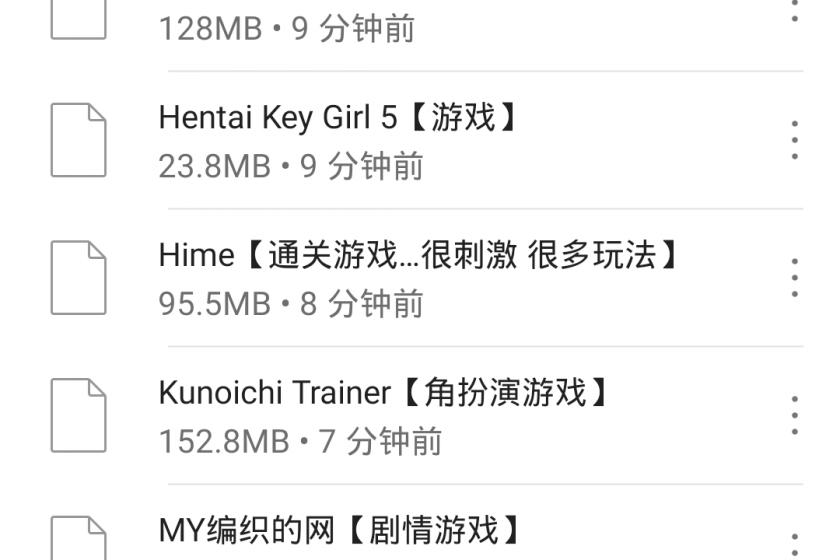 128MB • 9 分钟前
Hentai Key Girl 5【游戏】
23.8MB • 9 分钟前
Hime【通关游戏...很刺激 很多玩法】
95.5MB • 8 分钟前
Kunoichi Trainer【角扮演游戏】
152.8MB • 7 分钟前
MY编织的网【剧情游戏】